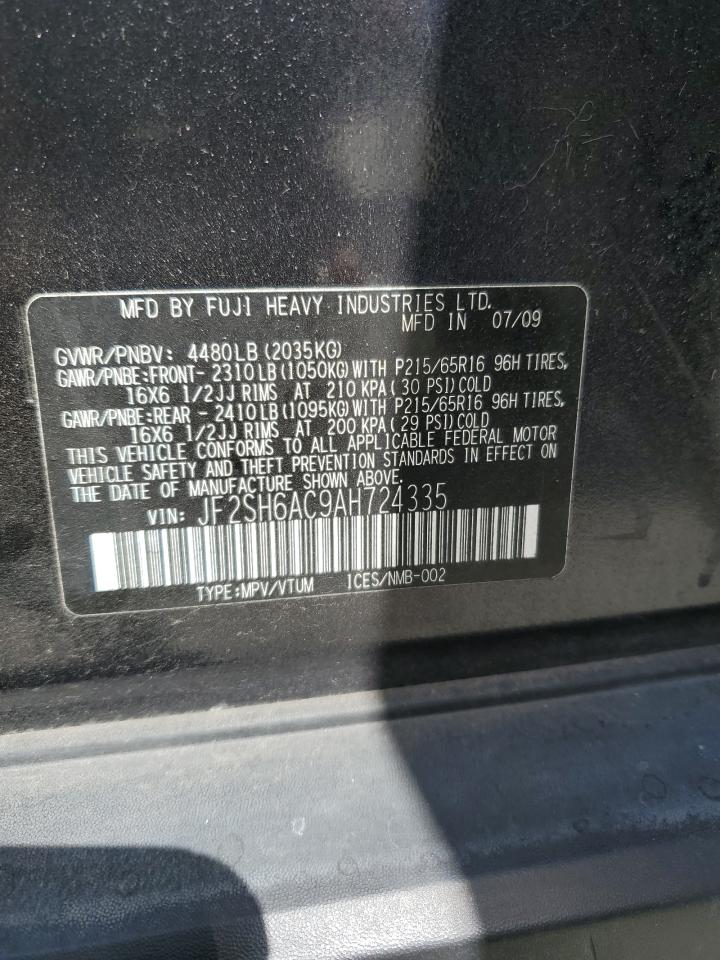 MFD BY FUJI HEAVY INDUSTRIES LTD.
MFD IN 07/09
GVWR/PNBV: 4480LB (2035KG)
GAWR/PNBE:FRONT- 2310LB (1050KG) WITH P215/65R16 96H TIRES,
16X6 1/2JJ RIMS AT 210 KPA (30 PSI) COLD
GAWR/PNBE:REAR - 2410LB (1095KG) WITH P215/65R16 96H TIRES,
16X6 1/2JJ RIMS AT 200 KPA (29 PSI) COLD
THIS VEHICLE CONFORMS TO ALL APPLICABLE FEDERAL MOTOR
VEHICLE SAFETY AND THEFT PREVENTION STANDARDS IN EFFECT ON
THE DATE OF MANUFACTURE SHOWN ABOVE.
VIN: JF2SH6AC9AH724335
TYPE:MPV/VTUM ICES/NMB-002